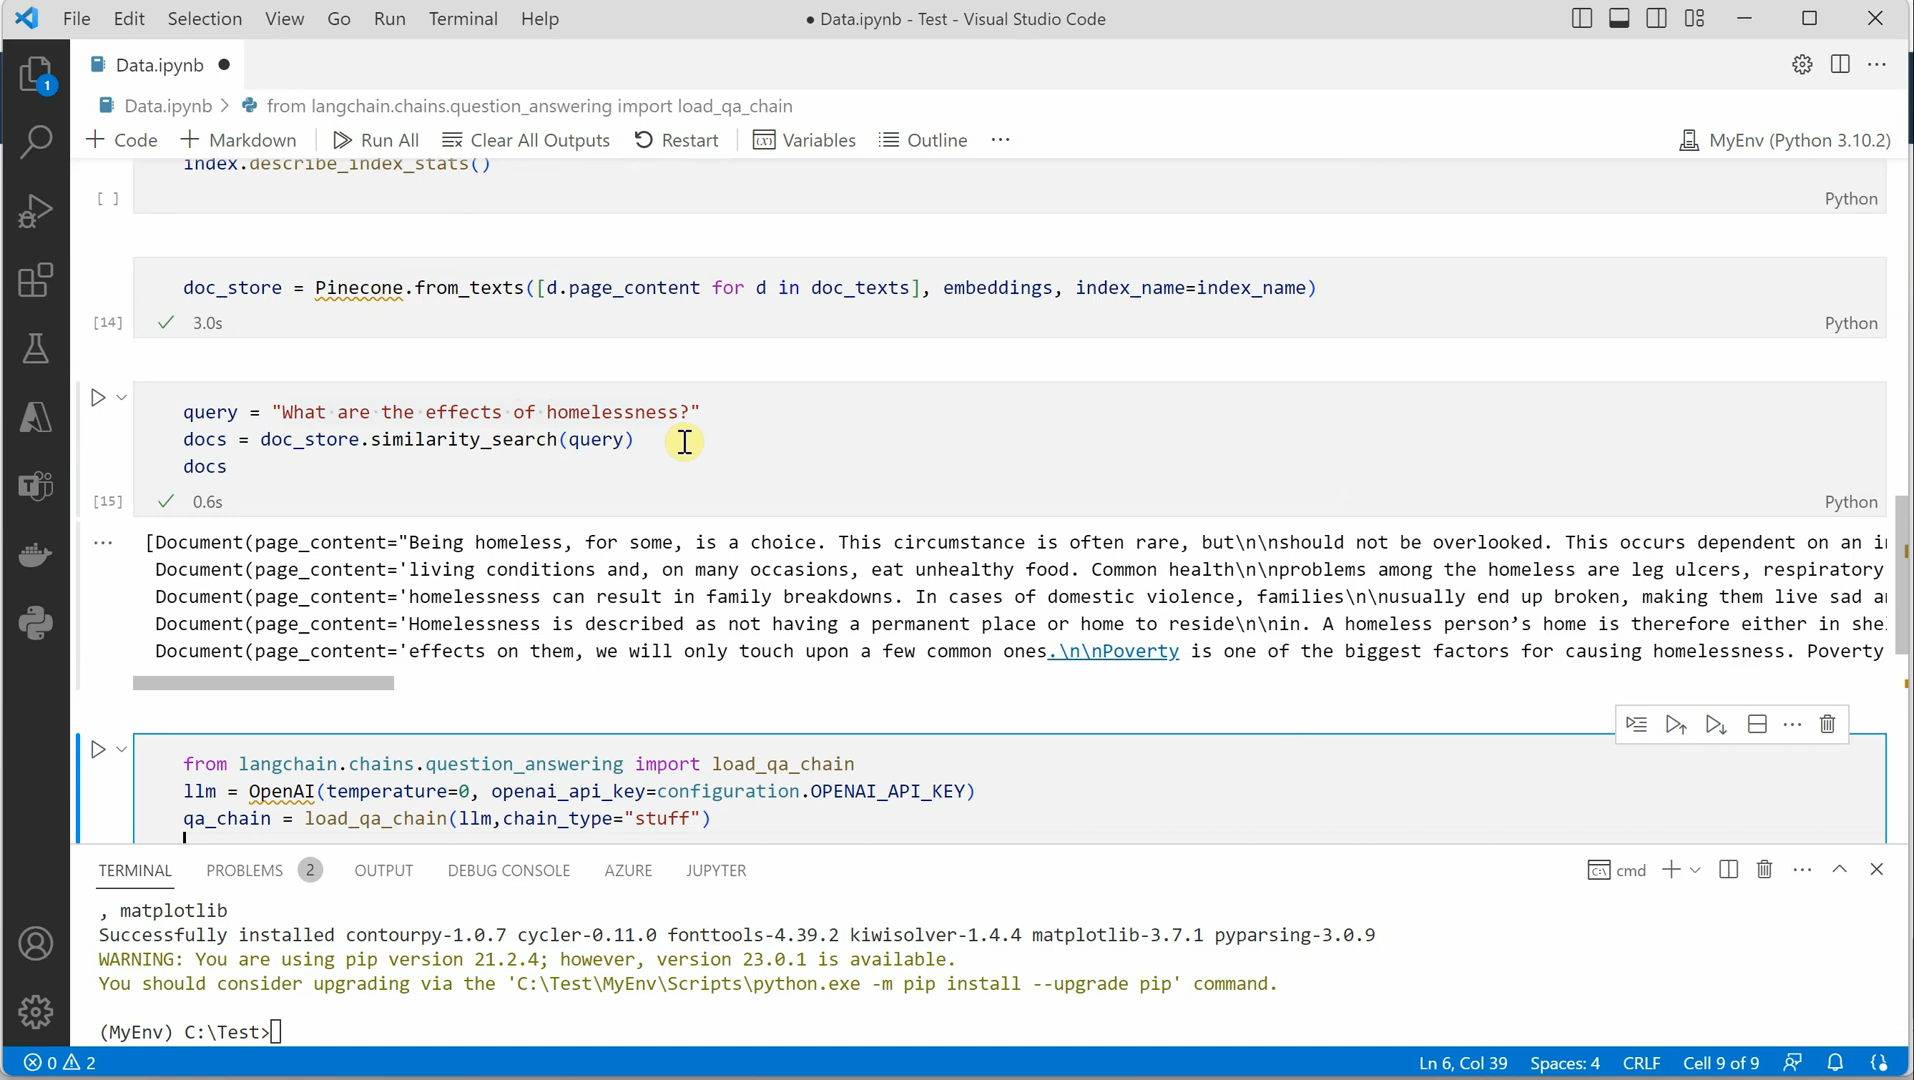 File Edit Selection View Go Run Terminal Help
● Data.ipynb - Test - Visual Studio Code
1
Data.ipynb ●
Data.ipynb > from langchain.chains.question_answering import load_qa_chain
+ Code + Markdown Run All Clear All Outputs Restart Variables Outline ···
MyEnv (Python 3.10.2)
index.describe_index_stats()
[ ]
Python
doc_store = Pinecone.from_texts([d.page_content for d in doc_texts], embeddings, index_name=index_name)
[14] ✓ 3.0s
Python
query = "What are the effects of homelessness?"
docs = doc_store.similarity_search(query)
docs
[15] ✓ 0.6s
Python
[Document(page_content="Being homeless, for some, is a choice. This circumstance is often rare, but\n\nshould not be overlooked. This occurs dependent on an i
Document(page_content='living conditions and, on many occasions, eat unhealthy food. Common health\n\nproblems among the homeless are leg ulcers, respiratory
Document(page_content='homelessness can result in family breakdowns. In cases of domestic violence, families\n\nusually end up broken, making them live sad a
Document(page_content='Homelessness is described as not having a permanent place or home to reside\n\nin. A homeless person’s home is therefore either in she
Document(page_content='effects on them, we will only touch upon a few common ones.\n\nPoverty is one of the biggest factors for causing homelessness. Poverty
from langchain.chains.question_answering import load_qa_chain
llm = OpenAI(temperature=0, openai_api_key=configuration.OPENAI_API_KEY)
qa_chain = load_qa_chain(llm,chain_type="stuff")
TERMINAL PROBLEMS 2 OUTPUT DEBUG CONSOLE AZURE JUPYTER
cmd
, matplotlib
Successfully installed contourpy-1.0.7 cycler-0.11.0 fonttools-4.39.2 kiwisolver-1.4.4 matplotlib-3.7.1 pyparsing-3.0.9
WARNING: You are using pip version 21.2.4; however, version 23.0.1 is available.
You should consider upgrading via the 'C:\Test\MyEnv\Scripts\python.exe -m pip install --upgrade pip' command.
(MyEnv) C:\Test>
0 2
Ln 6, Col 39 Spaces: 4 CRLF Cell 9 of 9